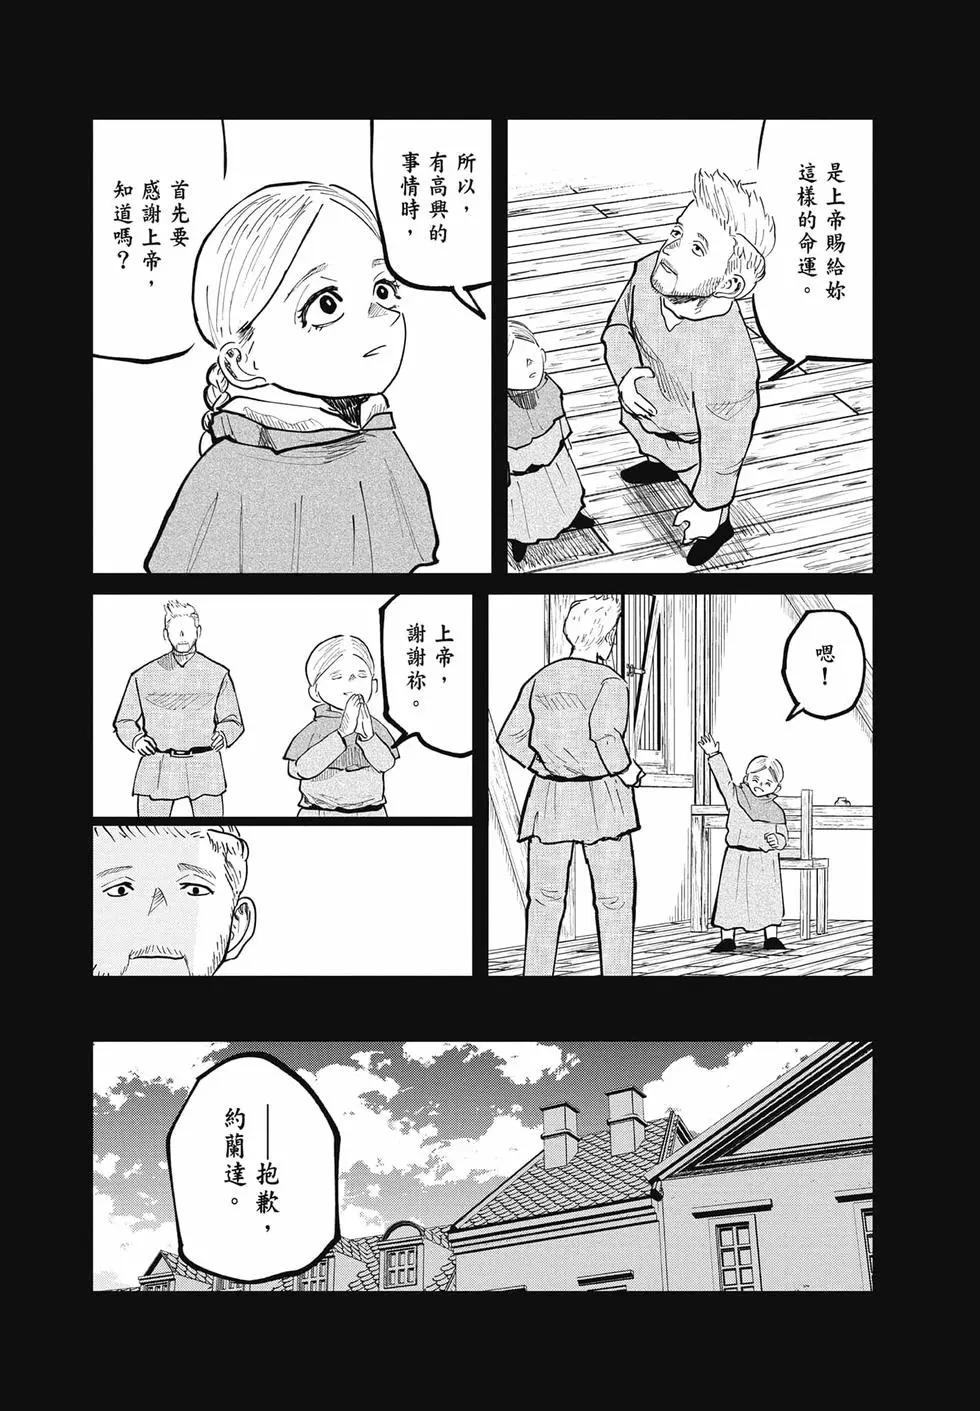 是上帝賜給妳
這樣的命運。
所以，
有高興的
事情時，
首先要
感謝上帝，
知道嗎？
嗯！
上帝，
謝謝祢。
——抱歉，
約蘭達。